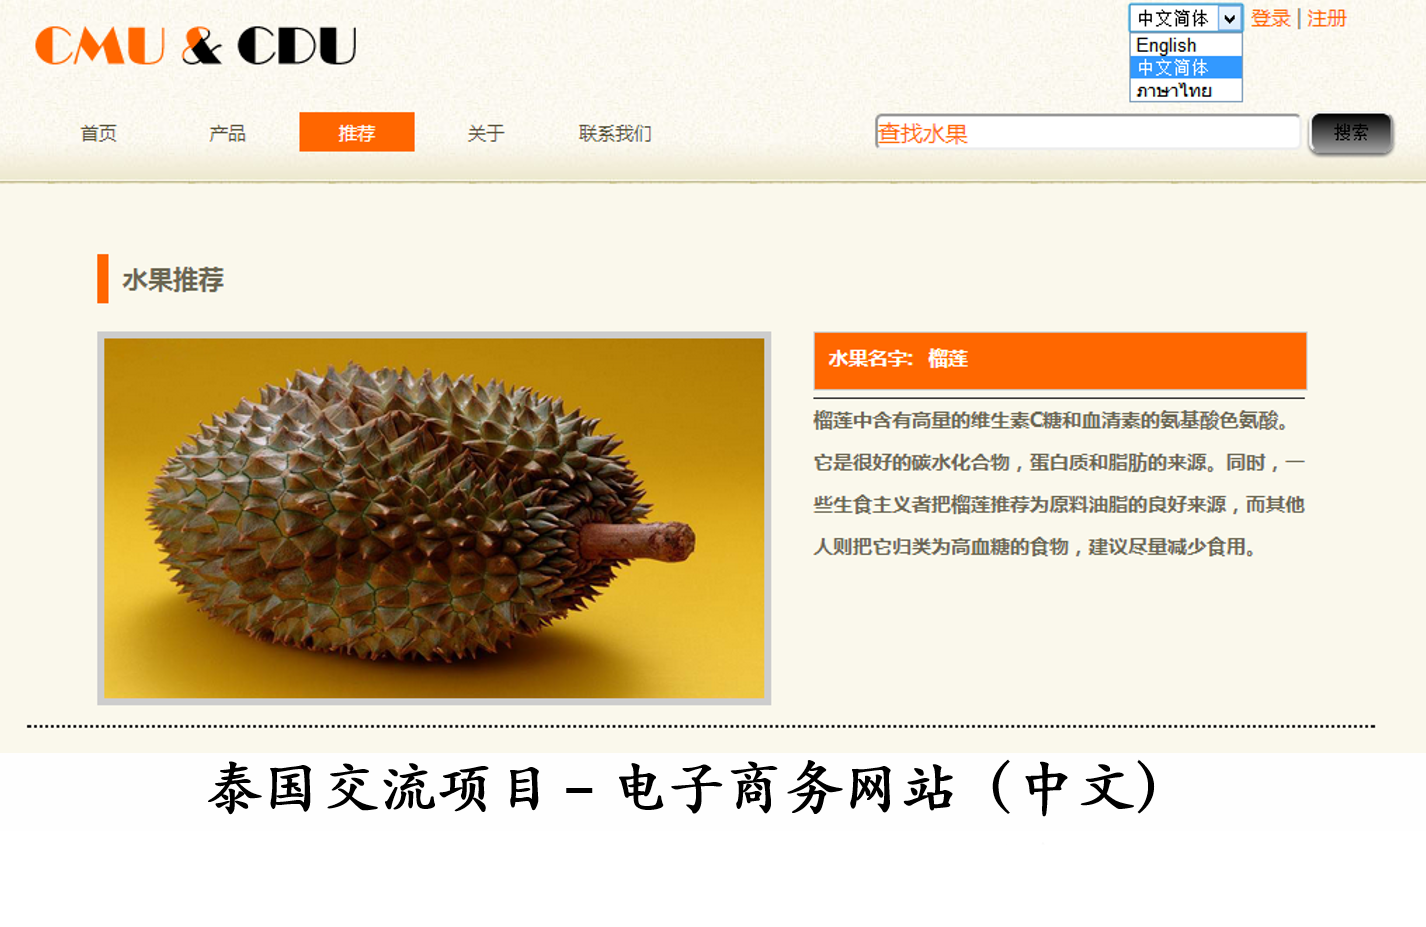 中文简体 登录 | 注册
English
中文简体
ภาษาไทย
CMU & CDU
首页 产品 推荐 关于 联系我们 查找水果 搜索
水果推荐
水果名字: 榴莲
榴莲中含有高量的维生素C糖和血清素的氨基酸色氨酸。
它是很好的碳水化合物，蛋白质和脂肪的来源。同时，一
些生食主义者把榴莲推荐为原料油脂的良好来源，而其他
人则把它归类为高血糖的食物，建议尽量减少食用。
泰国交流项目 – 电子商务网站（中文）